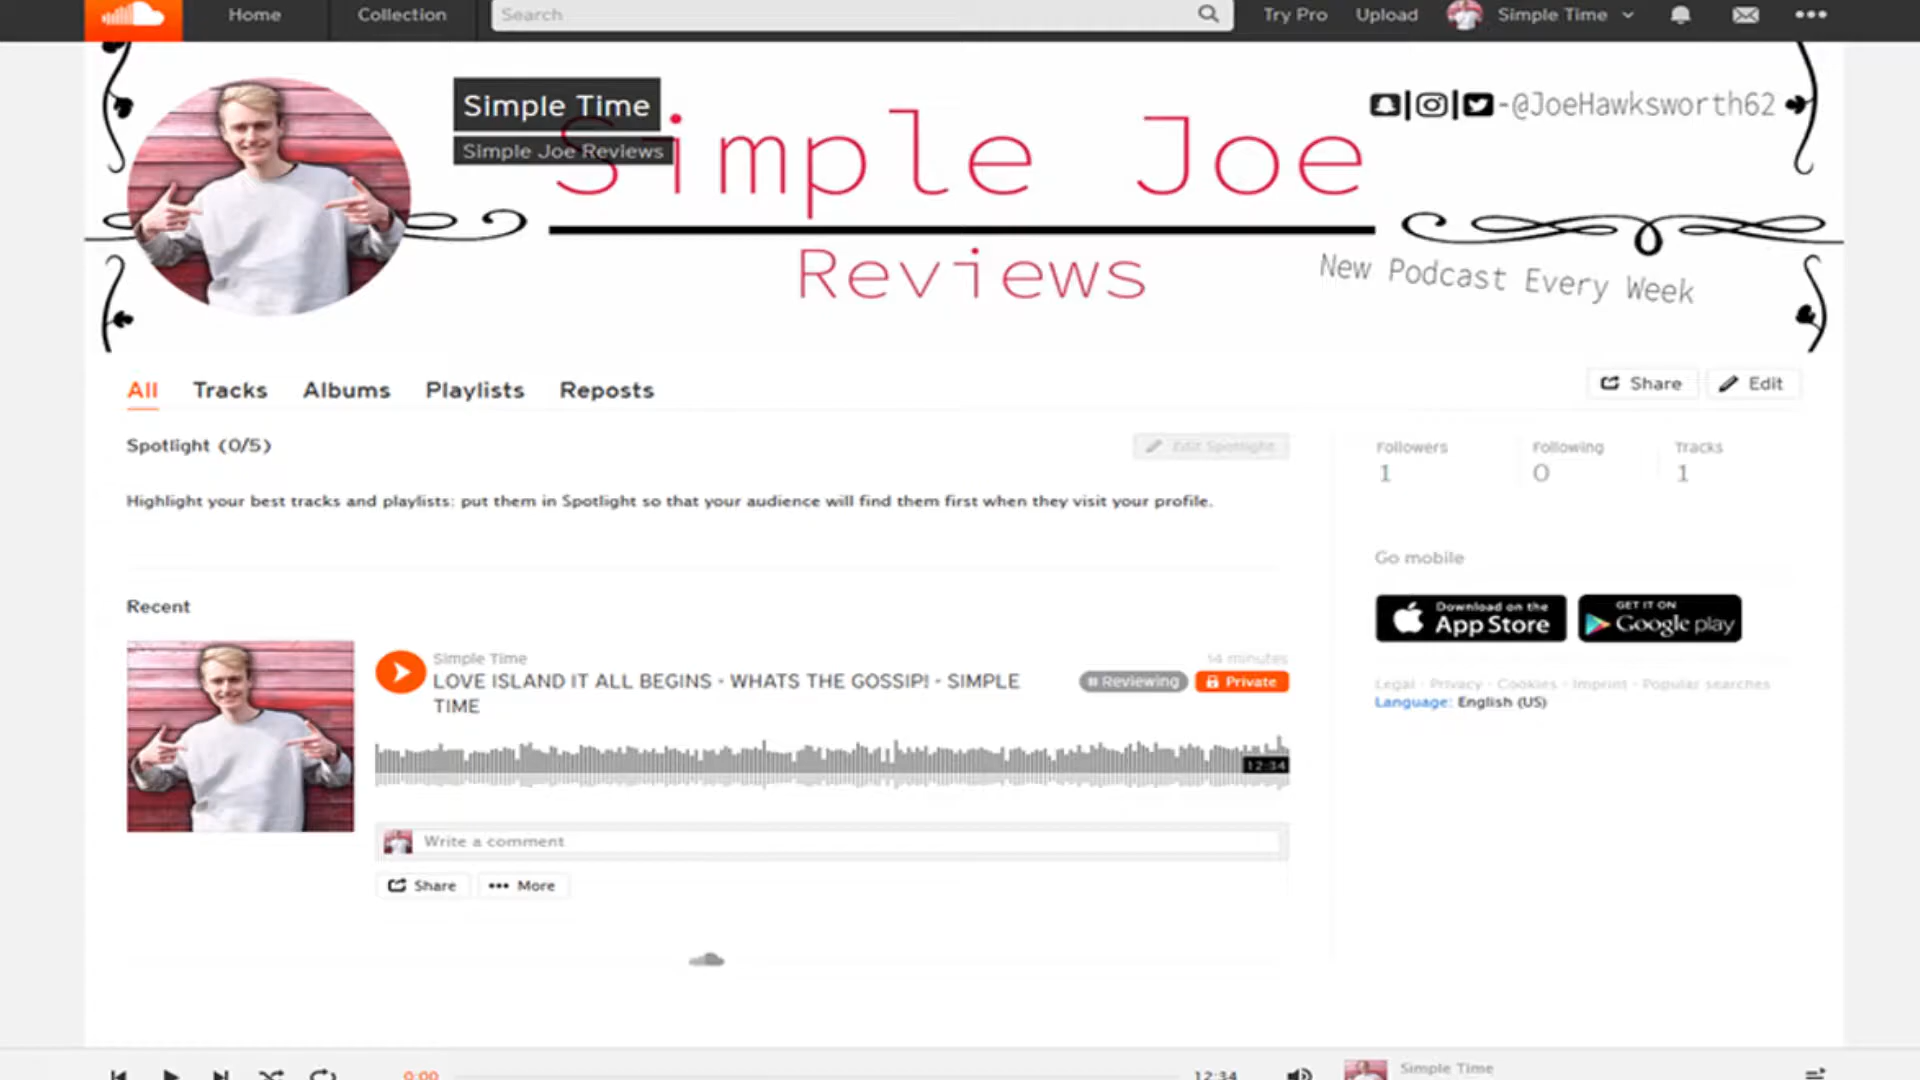 Home
Collection
Search
Try Pro
Upload
Simple Time
Simple Time
Simple Joe Reviews
Simple Joe
Reviews
-@JoeHawksworth62
New Podcast Every Week
All
Tracks
Albums
Playlists
Reposts
Share
Edit
Spotlight (0/5)
Edit Spotlight
Highlight your best tracks and playlists: put them in Spotlight so that your audience will find them first when they visit your profile.
Followers
1
Following
0
Tracks
1
Go mobile
Download on the
App Store
GET IT ON
Google play
Legal - Privacy - Cookies - Imprint - Popular searches
Language: English (US)
Recent
Simple Time
14 minutes
LOVE ISLAND IT ALL BEGINS - WHATS THE GOSSIP! - SIMPLE
TIME
# Reviewing
Private
12:34
Write a comment
Share
More
0:00
12:34
Simple Time